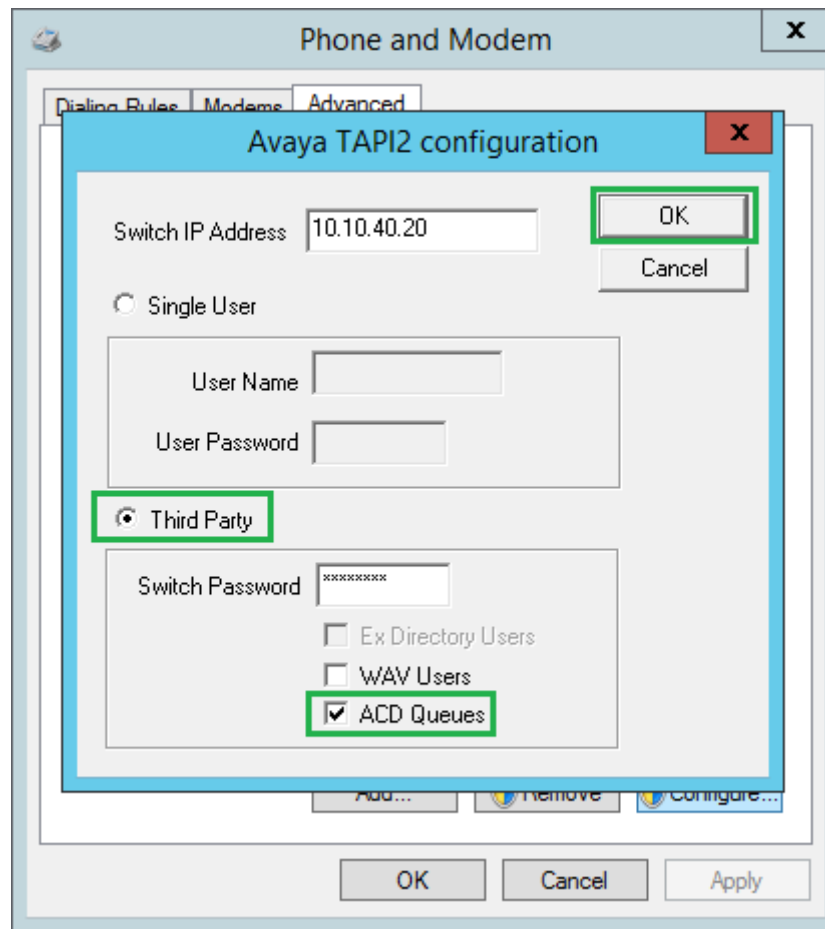 Phone and Modem
x
Dialing Rules Modems Advanced
Avaya TAPI2 configuration
x
Switch IP Address 10.10.40.20
OK
Cancel
Single User
User Name
User Password
Third Party
Switch Password xxxxxxxx
Ex Directory Users
WAV Users
ACD Queues
Add... Remove Configure...
OK Cancel Apply